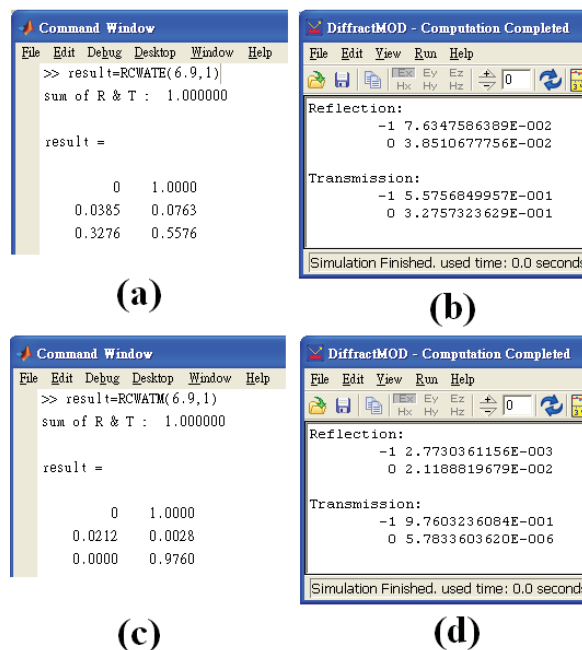 Command Window
File Edit Debug Desktop Window Help
>> result=RCWATE(6.9,1)
sum of R & T : 1.000000
result =
0 1.0000
0.0385 0.0763
0.3276 0.5576
(a)
DiffractMOD - Computation Completed
File Edit View Run Help
Ex Ey Ez
Hx Hy Hz
0
Reflection:
-1 7.6347586389E-002
0 3.8510677756E-002
Transmission:
-1 5.5756849957E-001
0 3.2757323629E-001
Simulation Finished. used time: 0.0 seconds
(b)
Command Window
File Edit Debug Desktop Window Help
>> result=RCWATM(6.9,1)
sum of R & T : 1.000000
result =
0 1.0000
0.0212 0.0028
0.0000 0.9760
(c)
DiffractMOD - Computation Completed
File Edit View Run Help
Ex Ey Ez
Hx Hy Hz
0
Reflection:
-1 2.7730361156E-003
0 2.1188819679E-002
Transmission:
-1 9.7603236084E-001
0 5.7833603620E-006
Simulation Finished. used time: 0.0 seconds
(d)